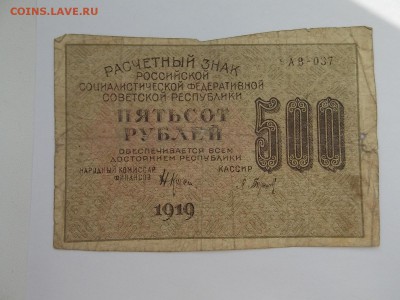 COINS.LAVE.RU
РАСЧЕТНЫЙ ЗНАК
АВ-037
РОССИЙСКОЙ
СОЦИАЛИСТИЧЕСКОЙ ФЕДЕРАТИВНОЙ
СОВЕТСКОЙ РЕСПУБЛИКИ
ПЯТЬСОТ
РУБЛЕЙ
500
ОБЕСПЕЧИВАЕТСЯ ВСЕМ
ДОСТОЯНИЕМ РЕСПУБЛИКИ
НАРОДНЫЙ КОМИССАР
ФИНАНСОВ
КАССИР
1919